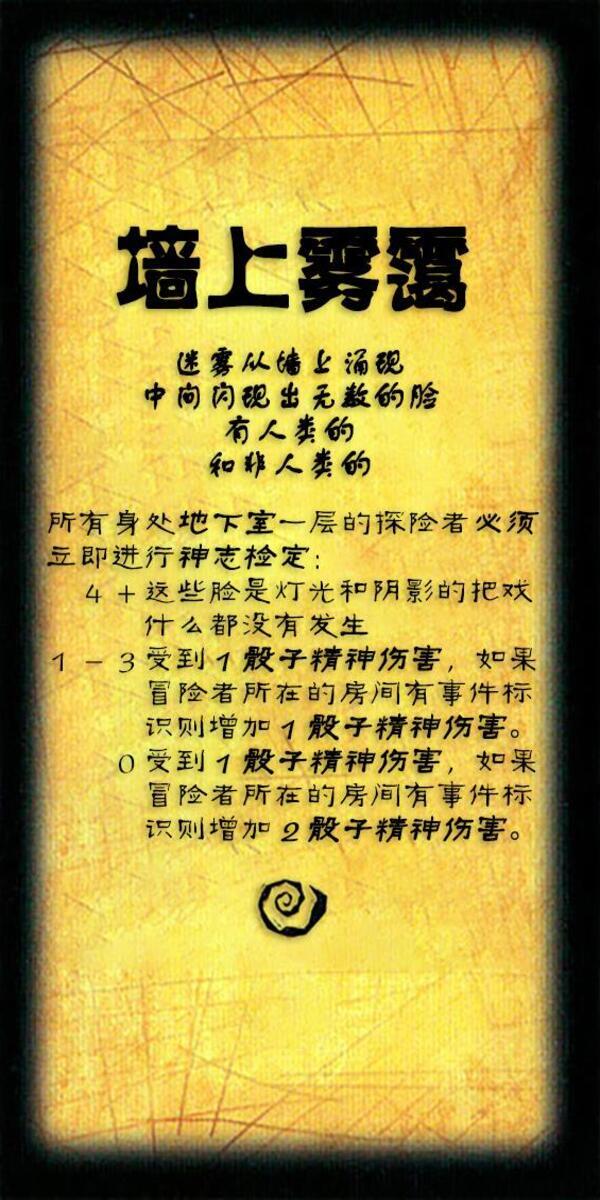 墙上雾霭
迷雾从墙上涌现
中间闪现出无数的脸
有人类的
和非人类的
所有身处地下室一层的探险者必须
立即进行神志检定：
4+这些脸是灯光和阴影的把戏
什么都没有发生
1-3受到1骰子精神伤害，如果
冒险者所在的房间有事件标
识则增加1骰子精神伤害。
0受到1骰子精神伤害，如果
冒险者所在的房间有事件标
识则增加2骰子精神伤害。